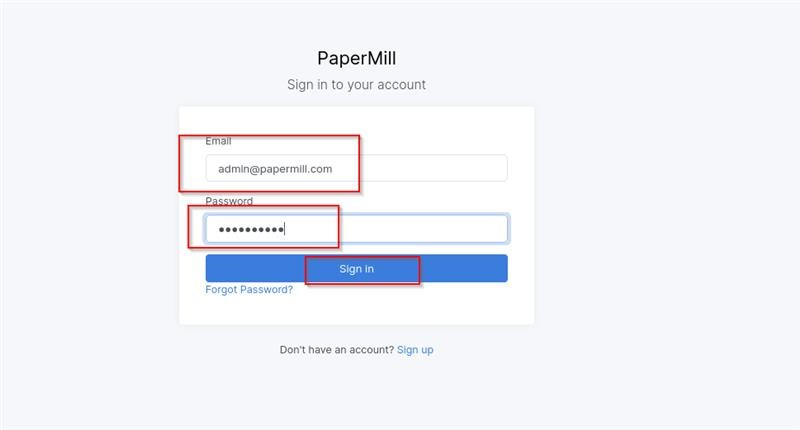 PaperMill
Sign in to your account
Email
admin@papermill.com
Password
••••••••••
Sign in
Forgot Password?
Don't have an account? Sign up